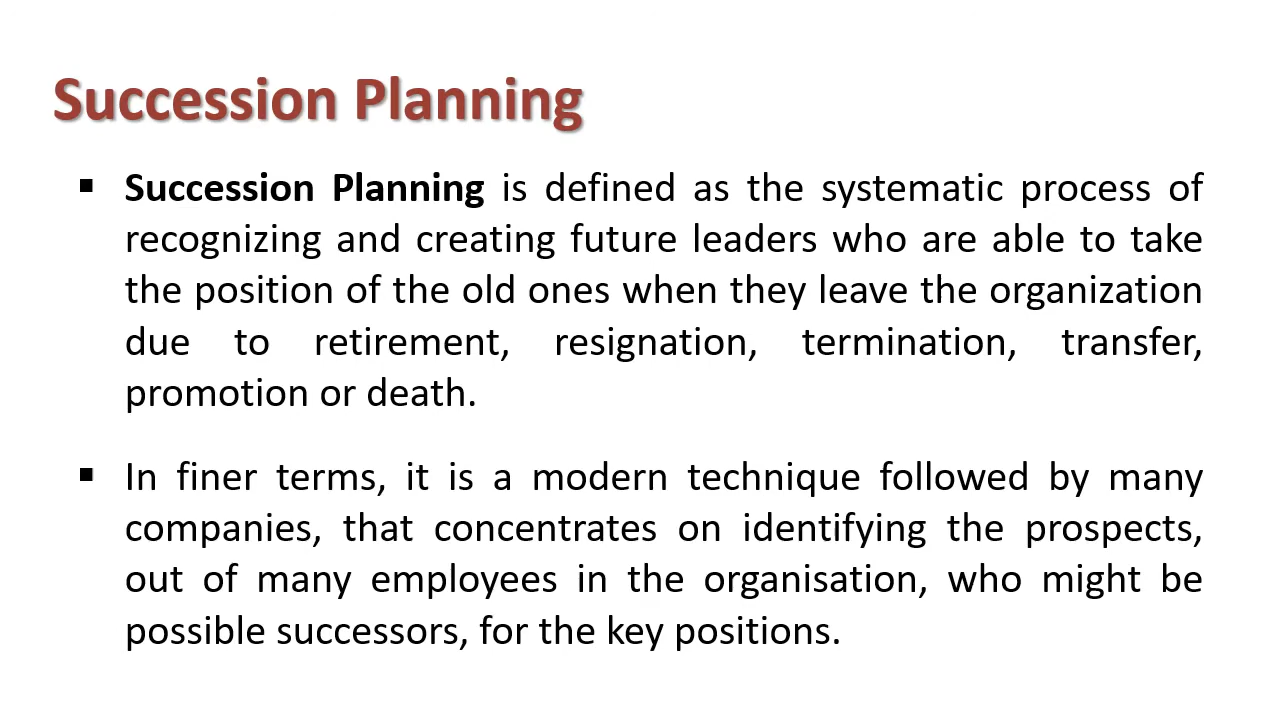 Succession Planning
▪ Succession Planning is defined as the systematic process of
recognizing and creating future leaders who are able to take
the position of the old ones when they leave the organization
due to retirement, resignation, termination, transfer,
promotion or death.
▪ In finer terms, it is a modern technique followed by many
companies, that concentrates on identifying the prospects,
out of many employees in the organisation, who might be
possible successors, for the key positions.